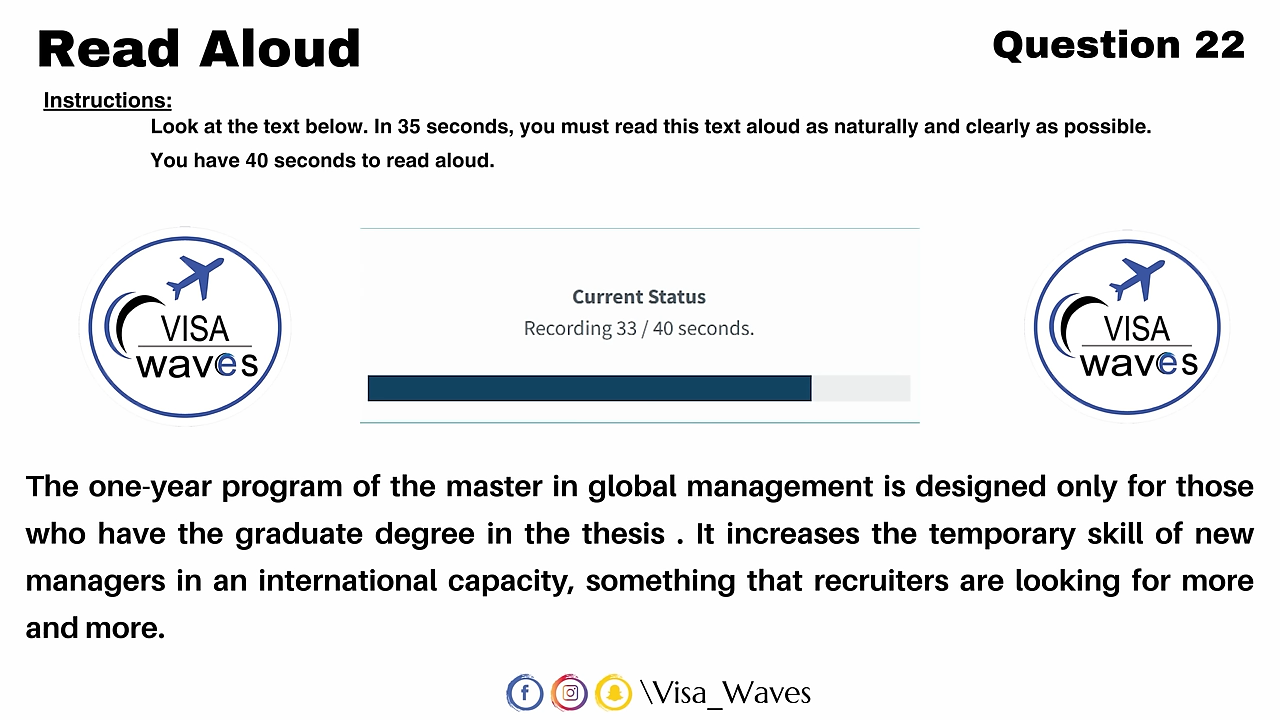 Read Aloud
Question 22
Instructions:
Look at the text below. In 35 seconds, you must read this text aloud as naturally and clearly as possible.
You have 40 seconds to read aloud.
VISA
waves
Current Status
Recording 33 / 40 seconds.
VISA
waves
The one-year program of the master in global management is designed only for those
who have the graduate degree in the thesis . It increases the temporary skill of new
managers in an international capacity, something that recruiters are looking for more
and more.
\Visa_Waves